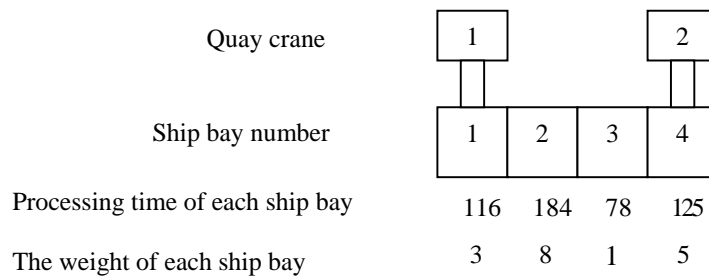 Quay crane 1 2
Ship bay number 1 2 3 4
Processing time of each ship bay 116 184 78 125
The weight of each ship bay 3 8 1 5